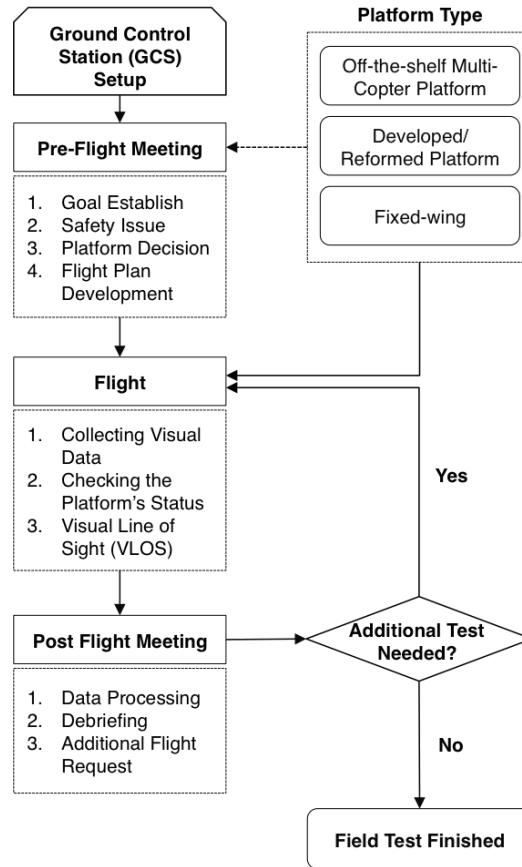 Ground Control
Station (GCS)
Setup
Platform Type
Off-the-shelf Multi-
Copter Platform
Developed/
Reformed Platform
Fixed-wing
Pre-Flight Meeting
1. Goal Establish
2. Safety Issue
3. Platform Decision
4. Flight Plan
Development
Flight
1. Collecting Visual
Data
2. Checking the
Platform's Status
3. Visual Line of
Sight (VLOS)
Yes
Post Flight Meeting
1. Data Processing
2. Debriefing
3. Additional Flight
Request
Additional Test
Needed?
No
Field Test Finished